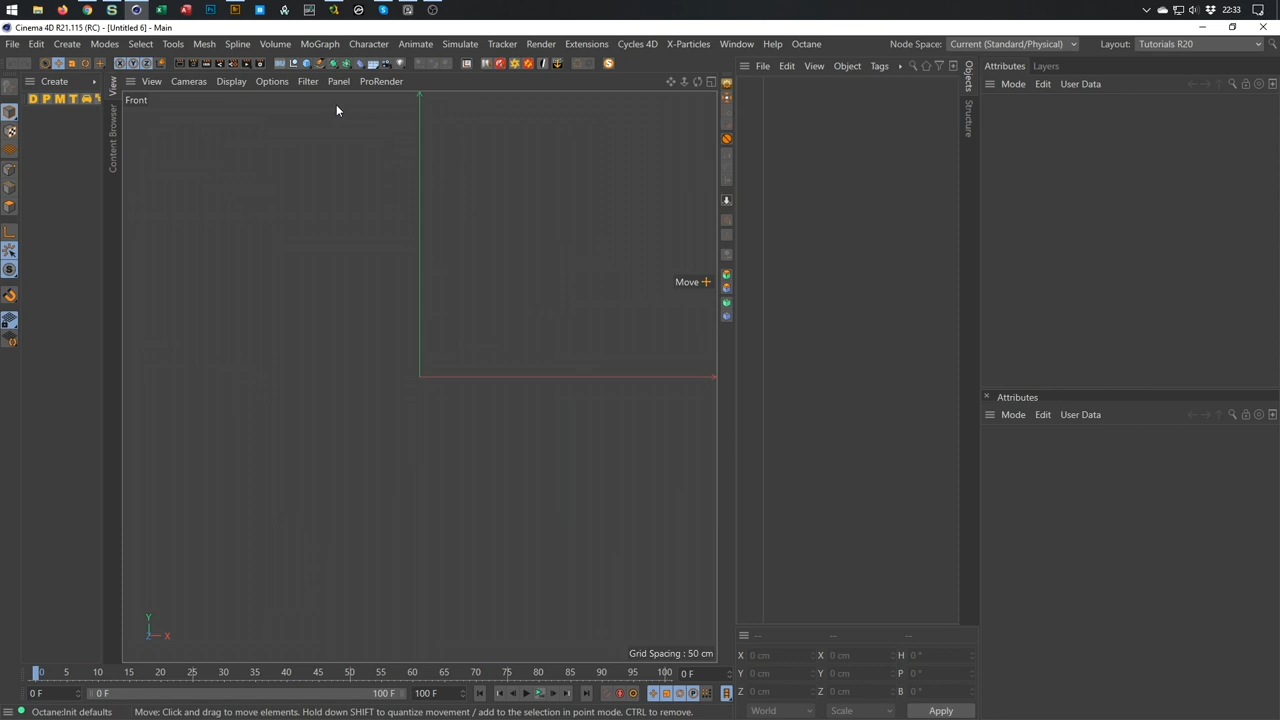 22:33
Cinema 4D R21.115 (RC) - [Untitled 6] - Main
File Edit Create Modes Select Tools Mesh Spline Volume MoGraph Character Animate Simulate Tracker Render Extensions Cycles 4D X-Particles Window Help Octane Node Space: Current (Standard/Physical) Layout: Tutorials R20
Create View Cameras Display Options Filter Panel ProRender File Edit View Object Tags Attributes Layers
Mode Edit User Data
D P M T
View
Content Browser
Objects
Structure
Front
Move
Attributes
Mode Edit User Data
Grid Spacing : 50 cm
-- -- --
X 0 cm X 0 cm H 0 °
Y 0 cm Y 0 cm P 0 °
Z 0 cm Z 0 cm B 0 °
World Scale Apply
0 5 10 15 20 25 30 35 40 45 50 55 60 65 70 75 80 85 90 95 100 0 F
0 F 0 F 100 F 100 F
Octane:Init defaults Move: Click and drag to move elements. Hold down SHIFT to quantize movement / add to the selection in point mode, CTRL to remove.